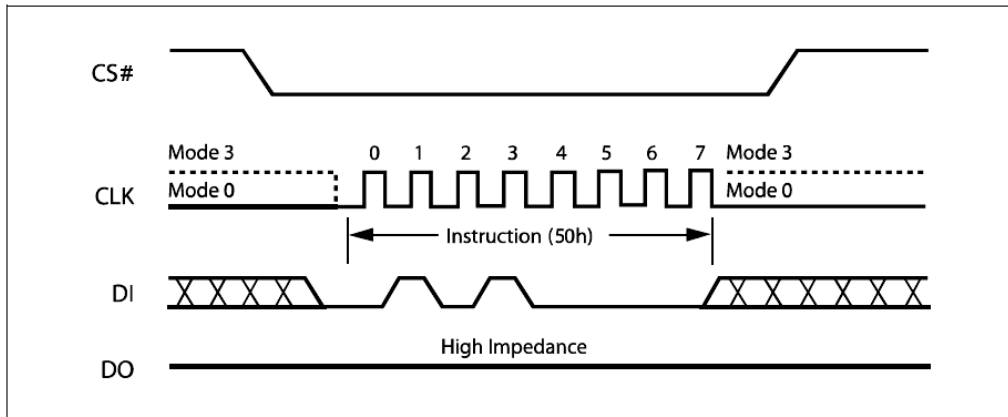 CS#
Mode 3 0 1 2 3 4 5 6 7 Mode 3
CLK Mode 0 Mode 0
Instruction (50h)
DI
High Impedance
DO